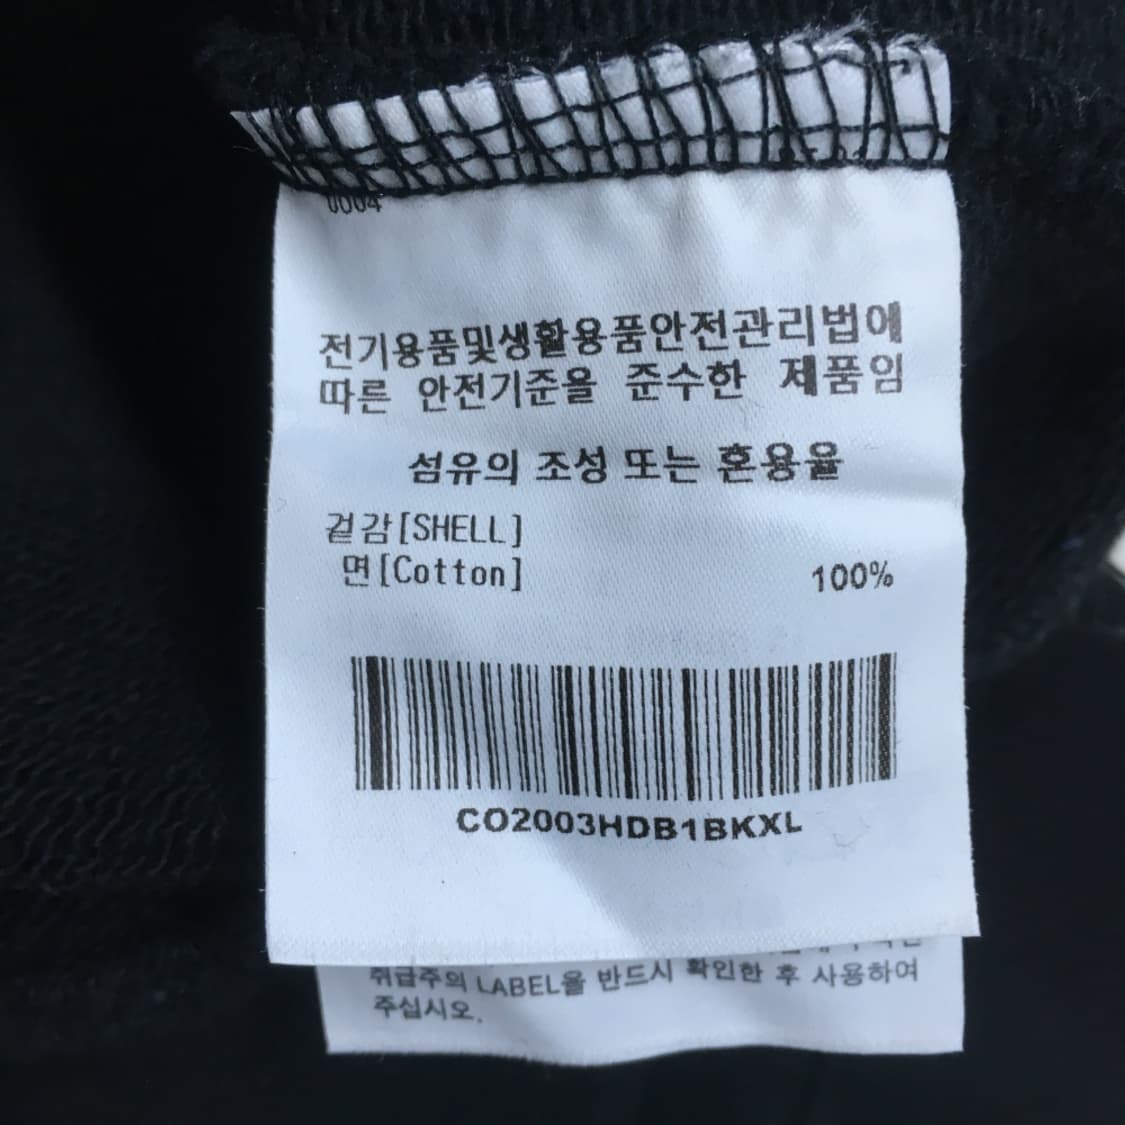 0004
전기용품및생활용품안전관리법에
따른 안전기준을 준수한 제품임
섬유의 조성 또는 혼용율
겉감[SHELL]
면[Cotton] 100%
CO2003HDB1BKXL
취급주의 LABEL을 반드시 확인한 후 사용하여
주십시오.